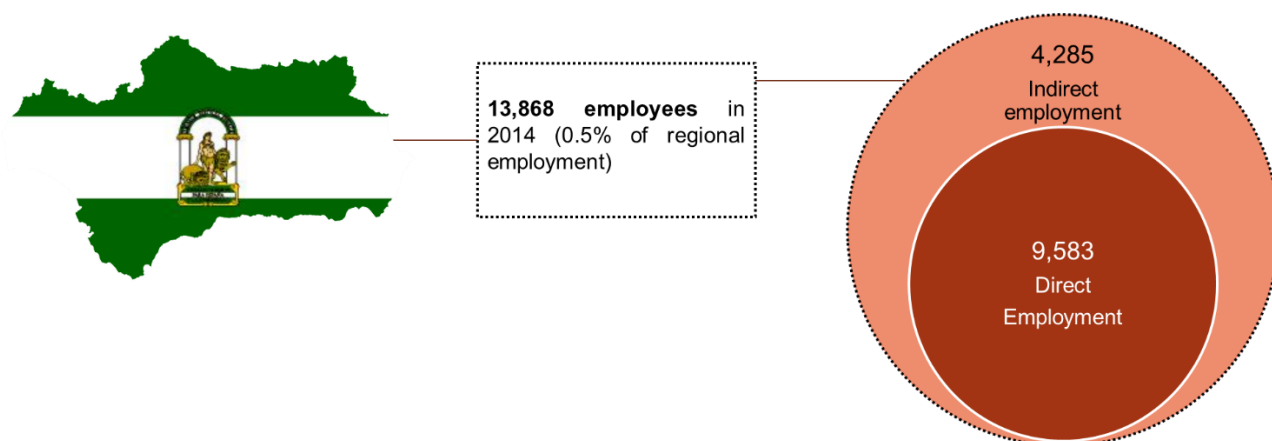 13,868 employees in
2014 (0.5% of regional
employment)
4,285
Indirect
employment
9,583
Direct
Employment